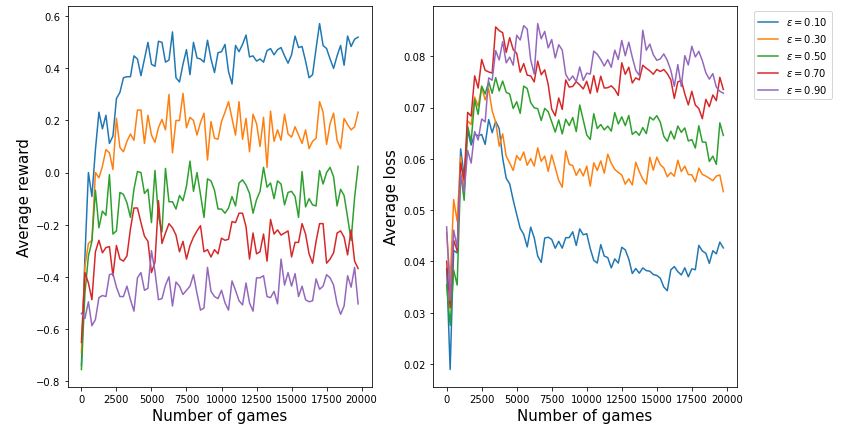 0.6
0.4
0.2
0.0
−0.2
−0.4
−0.6
−0.8
Average reward
0 2500 5000 7500 10000 12500 15000 17500 20000
Number of games
0.08
0.07
0.06
0.05
0.04
0.03
0.02
Average loss
0 2500 5000 7500 10000 12500 15000 17500 20000
Number of games
ε = 0.10
ε = 0.30
ε = 0.50
ε = 0.70
ε = 0.90